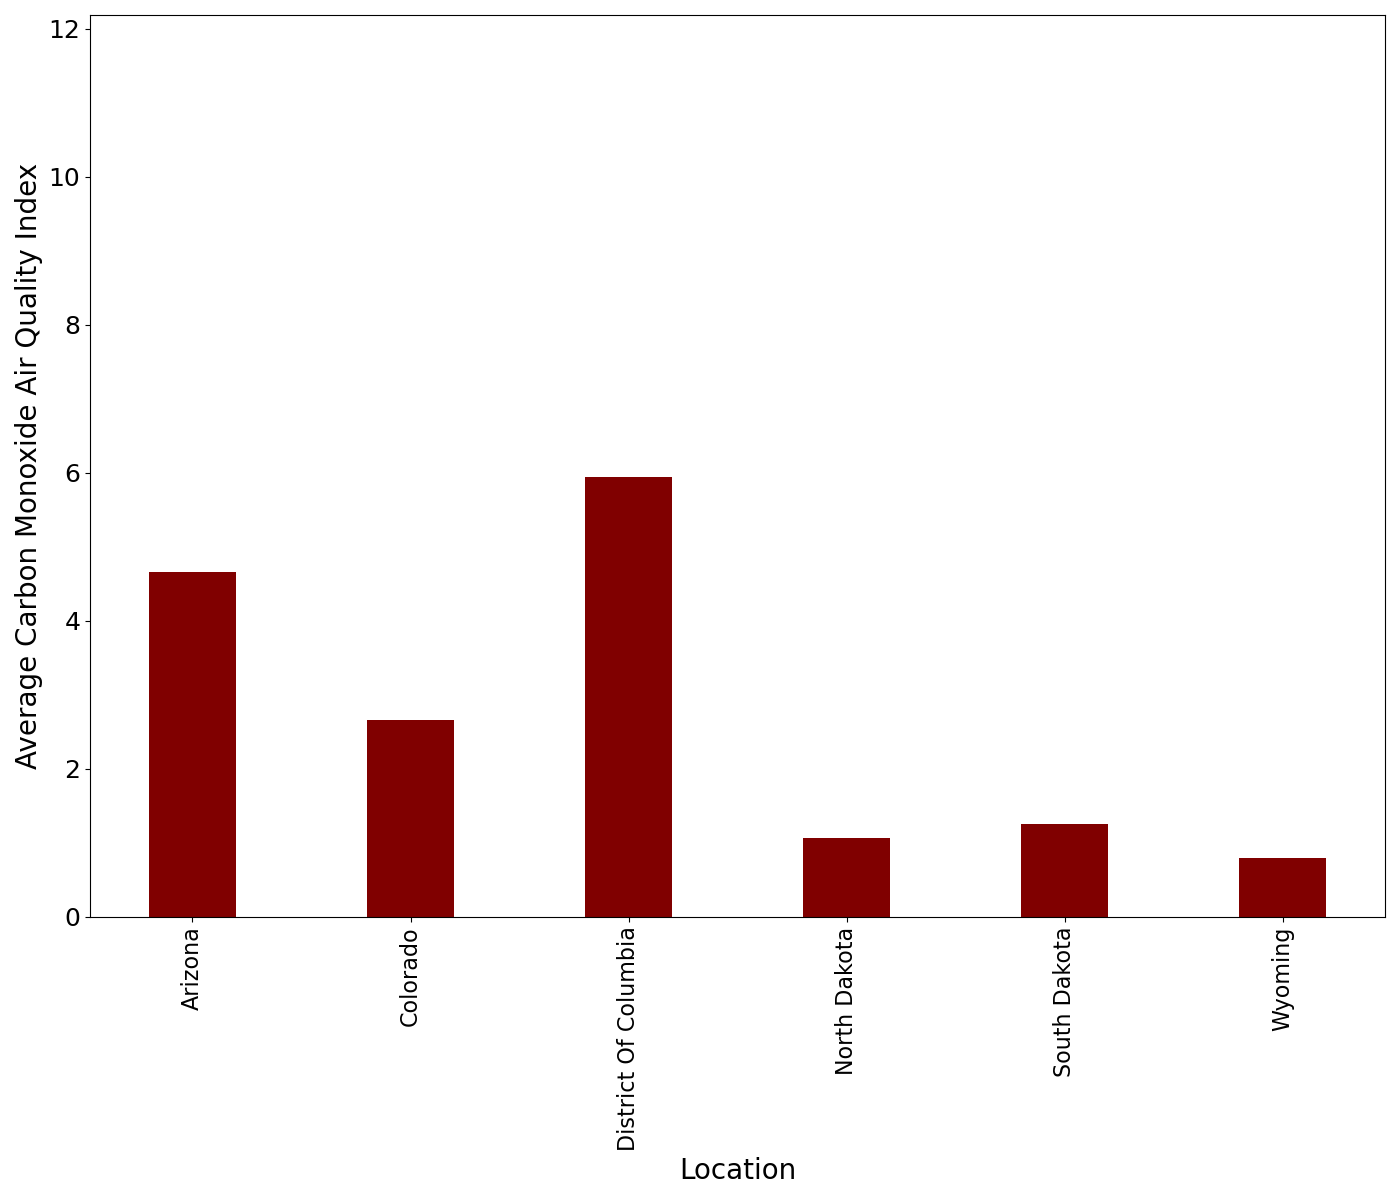 Average Carbon Monoxide Air Quality Index
12
10
8
6
4
2
0
Arizona
Colorado
District Of Columbia
North Dakota
South Dakota
Wyoming
Location